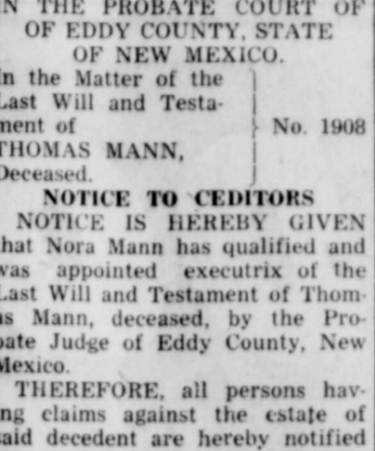 N THE PROBATE COURT OF
OF EDDY COUNTY, STATE
OF NEW MEXICO.
In the Matter of the
Last Will and Testa-
ment of
No. 1908
THOMAS MANN,
Deceased.
NOTICE TO CEDITORS
NOTICE IS HEREBY GIVEN
that Nora Mann has qualified and
was appointed executrix of the
Last Will and Testament of Thom-
as Mann, deceased, by the Pro-
bate Judge of Eddy County, New
Mexico.
THEREFORE, all persons hav-
ng claims against the estate of
said decedent are hereby notified